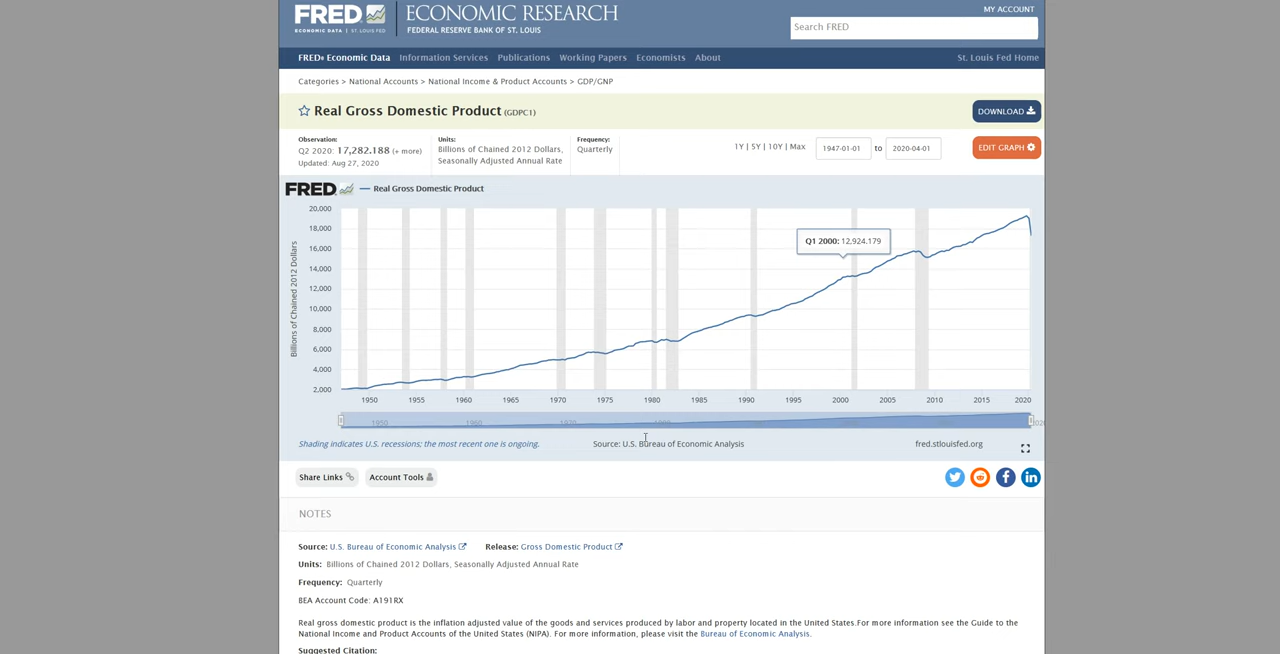 FRED
ECONOMIC DATA | ST. LOUIS FED
ECONOMIC RESEARCH
FEDERAL RESERVE BANK OF ST. LOUIS
MY ACCOUNT
Search FRED
FRED® Economic Data Information Services Publications Working Papers Economists About St. Louis Fed Home
Categories > National Accounts > National Income & Product Accounts > GDP/GNP
Real Gross Domestic Product (GDPC1)
DOWNLOAD
Observation:
Q2 2020: 17,282.188 (+ more)
Updated: Aug 27, 2020
Units:
Billions of Chained 2012 Dollars,
Seasonally Adjusted Annual Rate
Frequency:
Quarterly
1Y | 5Y | 10Y | Max
1947-01-01 to 2020-04-01
EDIT GRAPH
FRED
Real Gross Domestic Product
Billions of Chained 2012 Dollars
20,000
18,000
16,000
14,000
12,000
10,000
8,000
6,000
4,000
2,000
Q1 2000: 12,924.179
1950 1955 1960 1965 1970 1975 1980 1985 1990 1995 2000 2005 2010 2015 2020
1950 1960 1970
Shading indicates U.S. recessions; the most recent one is ongoing.
Source: U.S. Bureau of Economic Analysis
fred.stlouisfed.org
Share Links
Account Tools
NOTES
Source: U.S. Bureau of Economic Analysis Release: Gross Domestic Product
Units: Billions of Chained 2012 Dollars, Seasonally Adjusted Annual Rate
Frequency: Quarterly
BEA Account Code: A191RX
Real gross domestic product is the inflation adjusted value of the goods and services produced by labor and property located in the United States.For more information see the Guide to the
National Income and Product Accounts of the United States (NIPA). For more information, please visit the Bureau of Economic Analysis.
Suggested Citation: